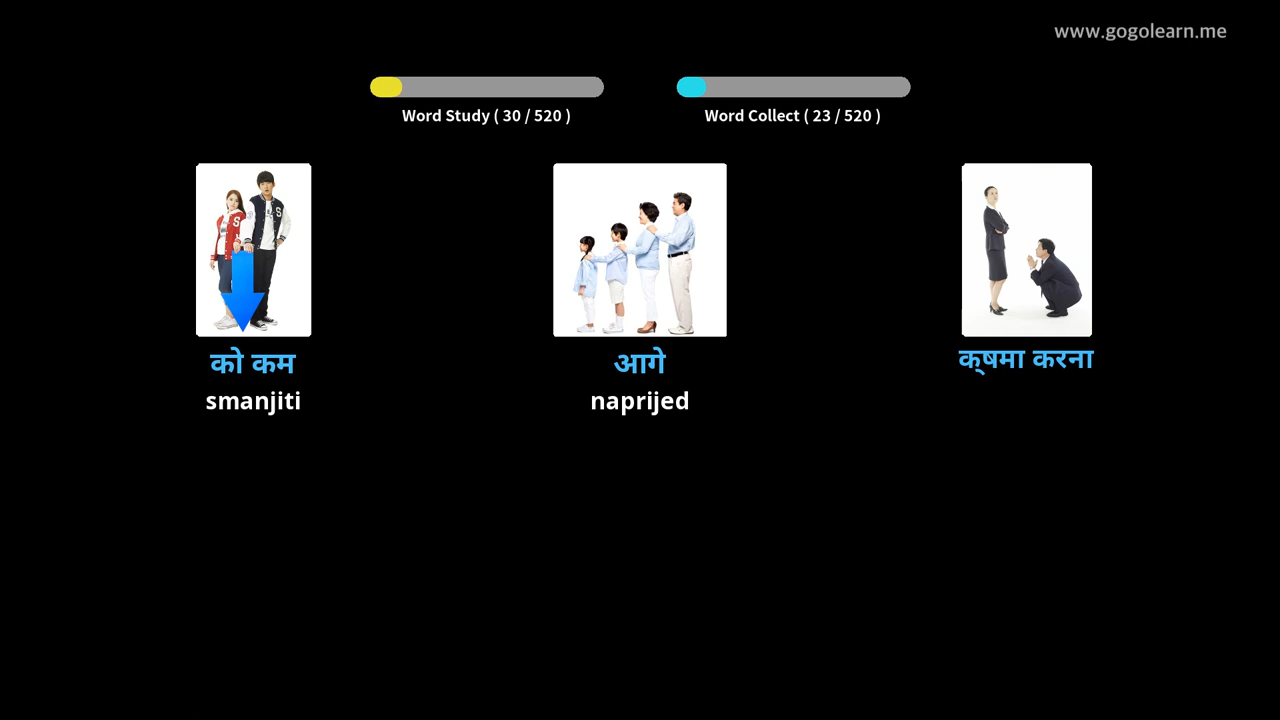 www.gogolearn.me
Word Study ( 30 / 520 )
Word Collect ( 23 / 520 )
को कम
आगे
क्षमा करना
smanjiti
naprijed